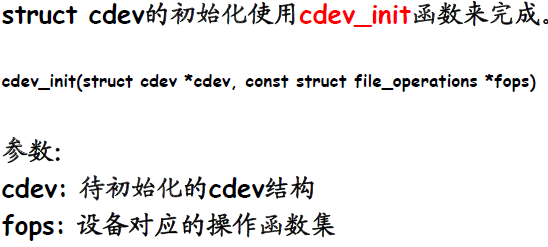 struct cdev的初始化使用cdev_init函数来完成。
cdev_init(struct cdev *cdev, const struct file_operations *fops)
参数:
cdev: 待初始化的cdev结构
fops: 设备对应的操作函数集